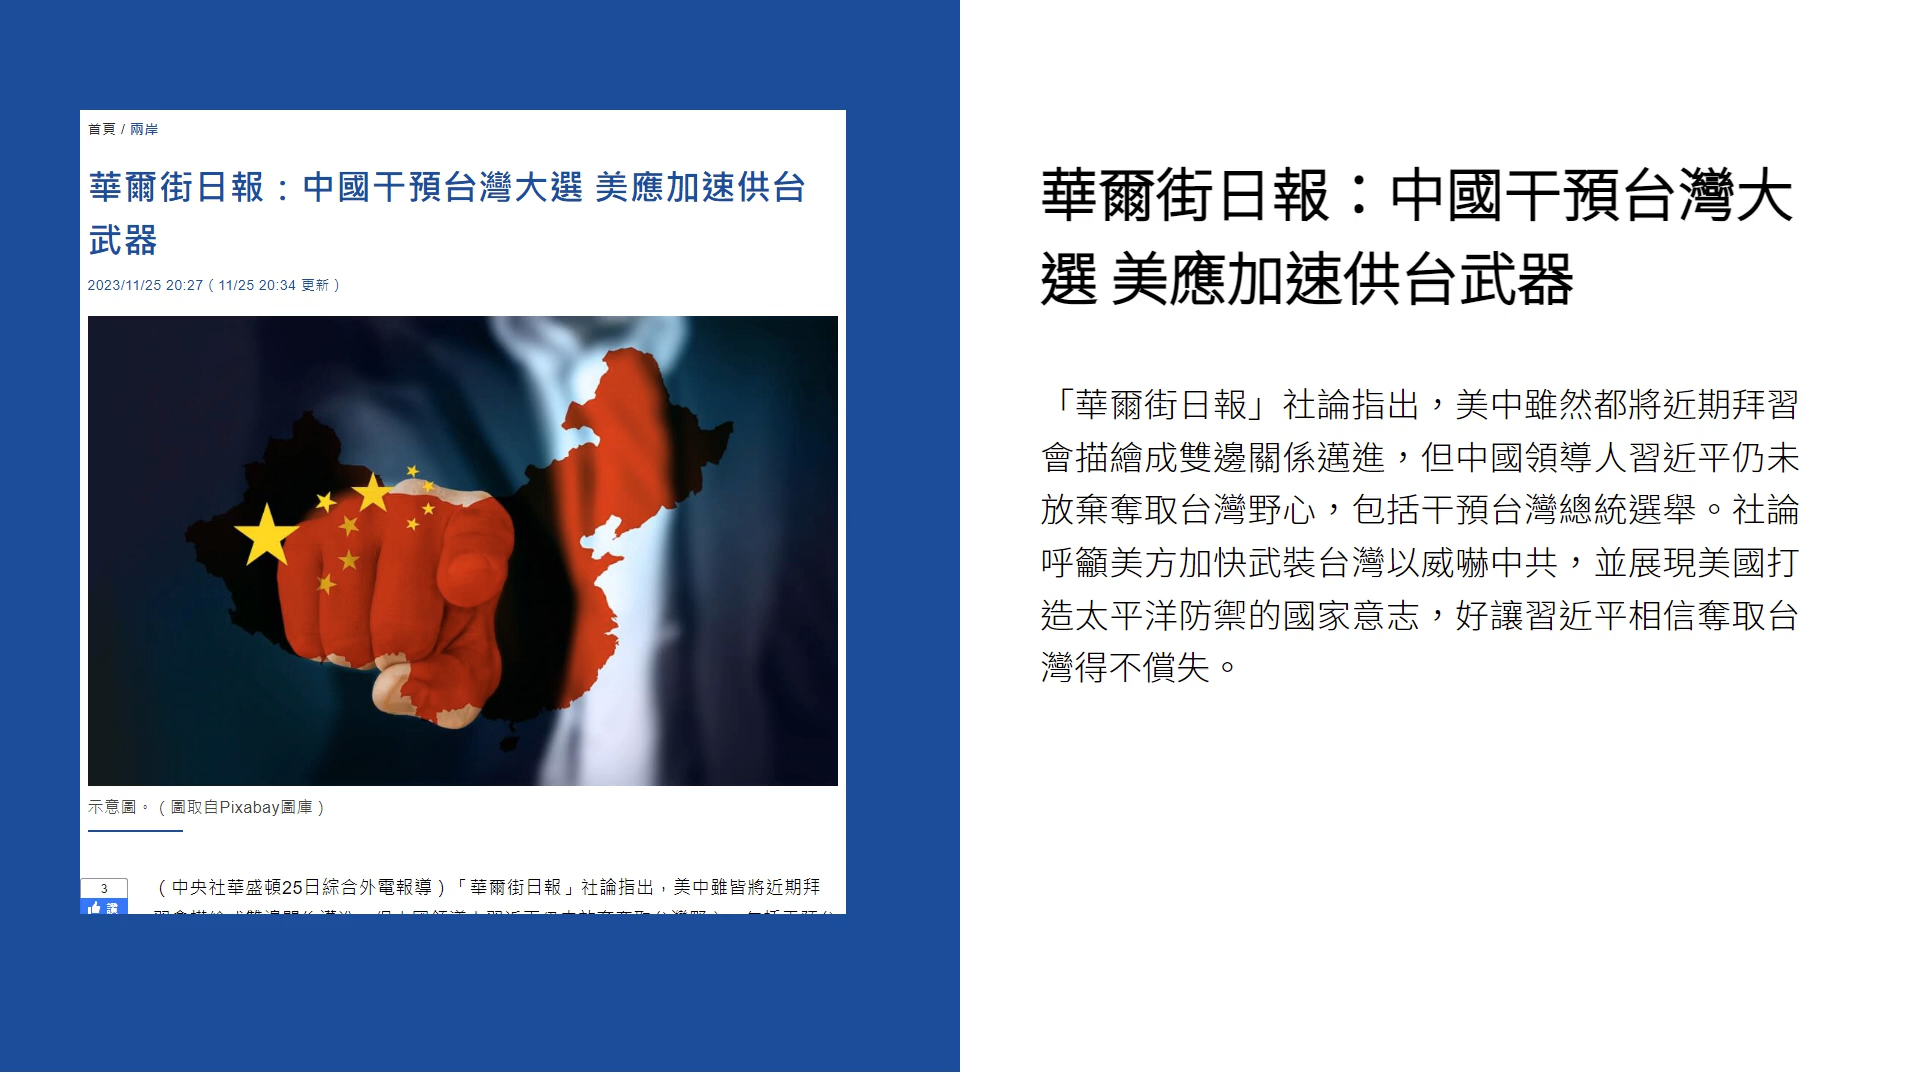 首頁 / 兩岸
華爾街日報：中國干預台灣大選 美應加速供台
武器
2023/11/25 20:27（11/25 20:34 更新）
示意圖。（圖取自Pixabay圖庫）
3
讚
（中央社華盛頓25日綜合外電報導）「華爾街日報」社論指出，美中雖皆將近期拜
華爾街日報：中國干預台灣大
選 美應加速供台武器
「華爾街日報」社論指出，美中雖然都將近期拜習
會描繪成雙邊關係邁進，但中國領導人習近平仍未
放棄奪取台灣野心，包括干預台灣總統選舉。社論
呼籲美方加快武裝台灣以威嚇中共，並展現美國打
造太平洋防禦的國家意志，好讓習近平相信奪取台
灣得不償失。